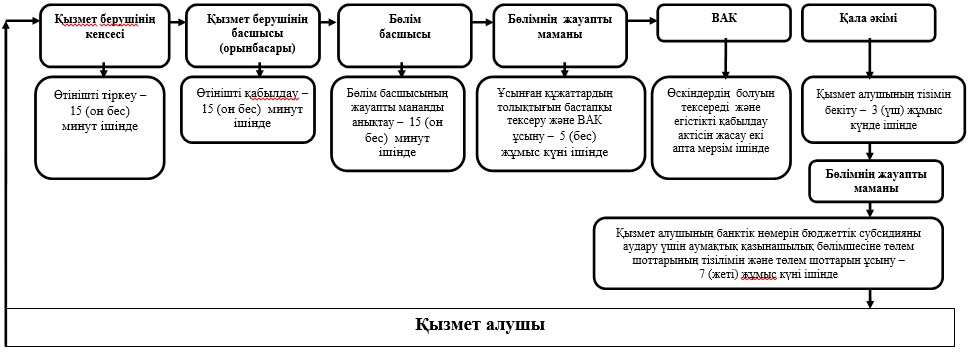 Қызмет берушінің
кеңсесі
Қызмет берушінің
басшысы
(орынбасары)
Бөлім
басшысы
Бөлімнің жауапты
маманы
ВАК
Қала әкімі
Өтінішті тіркеу –
15 (он бес)
минут ішінде
Өтінішті қабылдау –
15 (он бес) минут
ішінде
Бөлім басшысының
жауапты мананды
анықтау – 15 (он
бес) минут
ішінде
Ұсынған құжаттардың
толықтығын бастапқы
тексеру және ВАК
ұсыну – 5 (бес)
жұмыс күні ішінде
Өскіндердің болуын
тексереді және
егістікті қабылдау
актісін жасау екі
апта мерзім ішінде
Қызмет алушының тізімін
бекіту – 3 (үш) жұмыс
күнде ішінде
Бөлімнің жауапты
маманы
Қызмет алушының банктік нөмерін бюджеттік субсидияны
аудару үшін аумақтық қазынашылық бөлімшесіне төлем
шоттарының тізілімін және төлем шоттарын ұсыну –
7 (жеті) жұмыс күні ішінде
Қызмет алушы